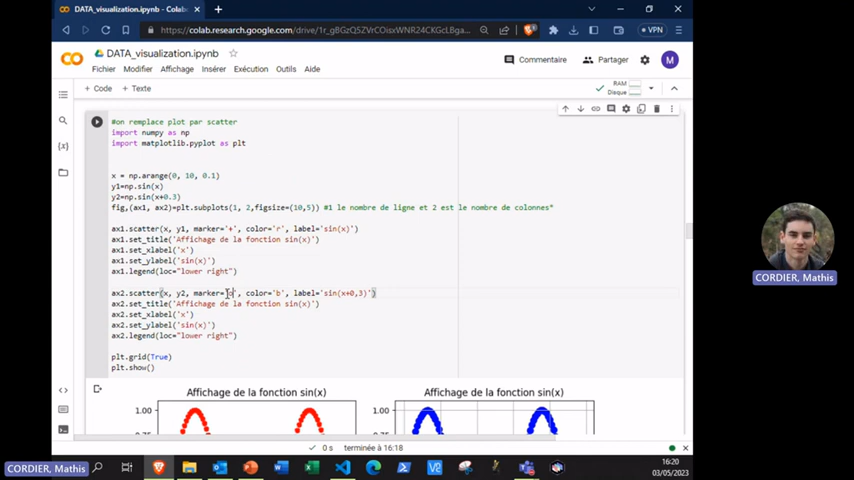 DATA_visualization.ipynb - Colab
https://colab.research.google.com/drive/1r_gBGzQ5ZVrCOisxWNR24CKGcLBga...
VPN
DATA_visualization.ipynb
Fichier Modifier Affichage Insérer Exécution Outils Aide
Commentaire
Partager
M
+ Code + Texte
RAM
Disque
#on remplace plot par scatter
import numpy as np
import matplotlib.pyplot as plt
x = np.arange(0, 10, 0.1)
y1=np.sin(x)
y2=np.sin(x+0.3)
fig,(ax1, ax2)=plt.subplots(1, 2,figsize=(10,5)) #1 le nombre de ligne et 2 est le nombre de colonnes"
ax1.scatter(x, y1, marker='+', color='r', label='sin(x)')
ax1.set_title('Affichage de la fonction sin(x)')
ax1.set_xlabel('x')
ax1.set_ylabel('sin(x)')
ax1.legend(loc="lower right")
ax2.scatter(x, y2, marker='o', color='b', label='sin(x+0,3)')
ax2.set_title('Affichage de la fonction sin(x)')
ax2.set_xlabel('x')
ax2.set_ylabel('sin(x)')
ax2.legend(loc="lower right")
plt.grid(True)
plt.show()
Affichage de la fonction sin(x)
Affichage de la fonction sin(x)
1.00
1.00
0 s terminée à 16:18
CORDIER, Mathis
16:20
03/05/2023
CORDIER, Mathis